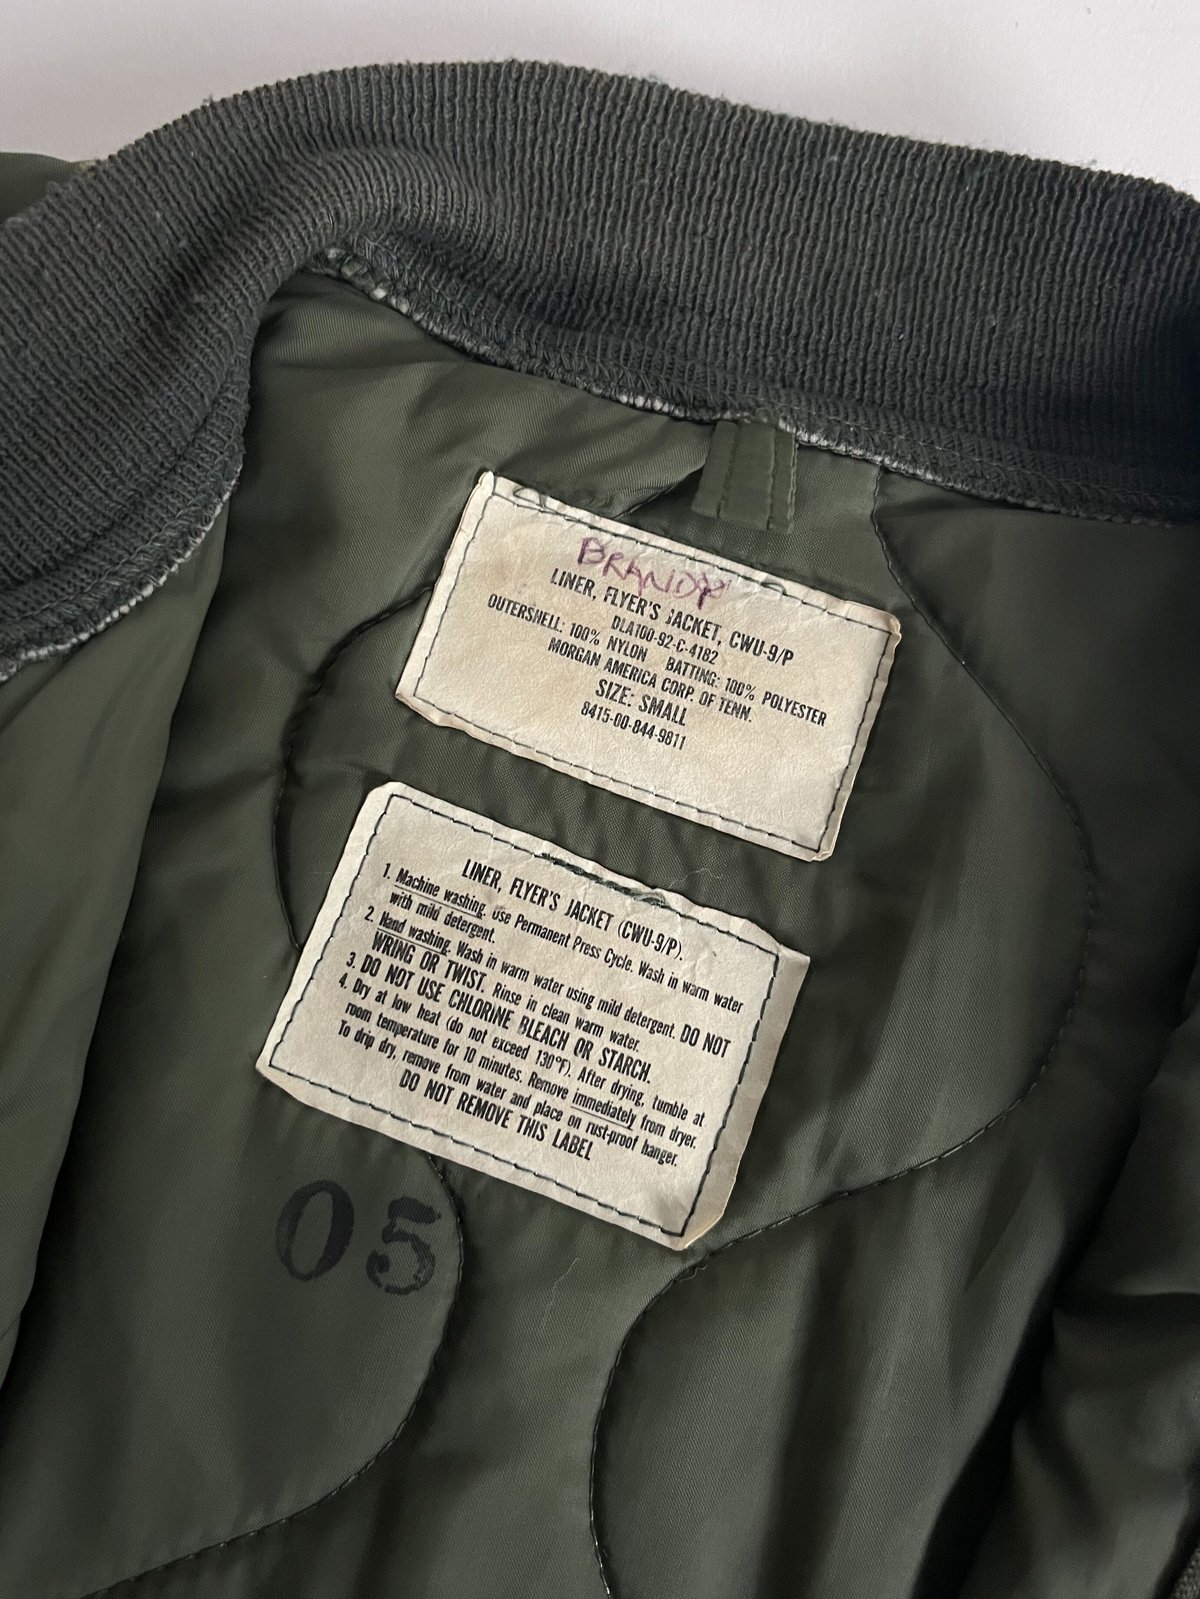 BRANDY
LINER, FLYER'S JACKET, CWU-9/P
DLA100-92-C-4182
OUTERSHELL: 100% NYLON BATTING: 100% POLYESTER
MORGAN AMERICA CORP. OF TENN.
SIZE: SMALL
8415-00-844-9811
LINER, FLYER'S JACKET (CWU-9/P).
1. Machine washing. Use Permanent Press Cycle. Wash in warm water
with mild detergent.
2. Hand washing. Wash in warm water using mild detergent. DO NOT
WRING OR TWIST. Rinse in clean warm water.
3. DO NOT USE CHLORINE BLEACH OR STARCH.
4. Dry at low heat (do not exceed 130°F). After drying, tumble at
room temperature for 10 minutes. Remove immediately from dryer.
To drip dry, remove from water and place on rust-proof hanger.
DO NOT REMOVE THIS LABEL
05